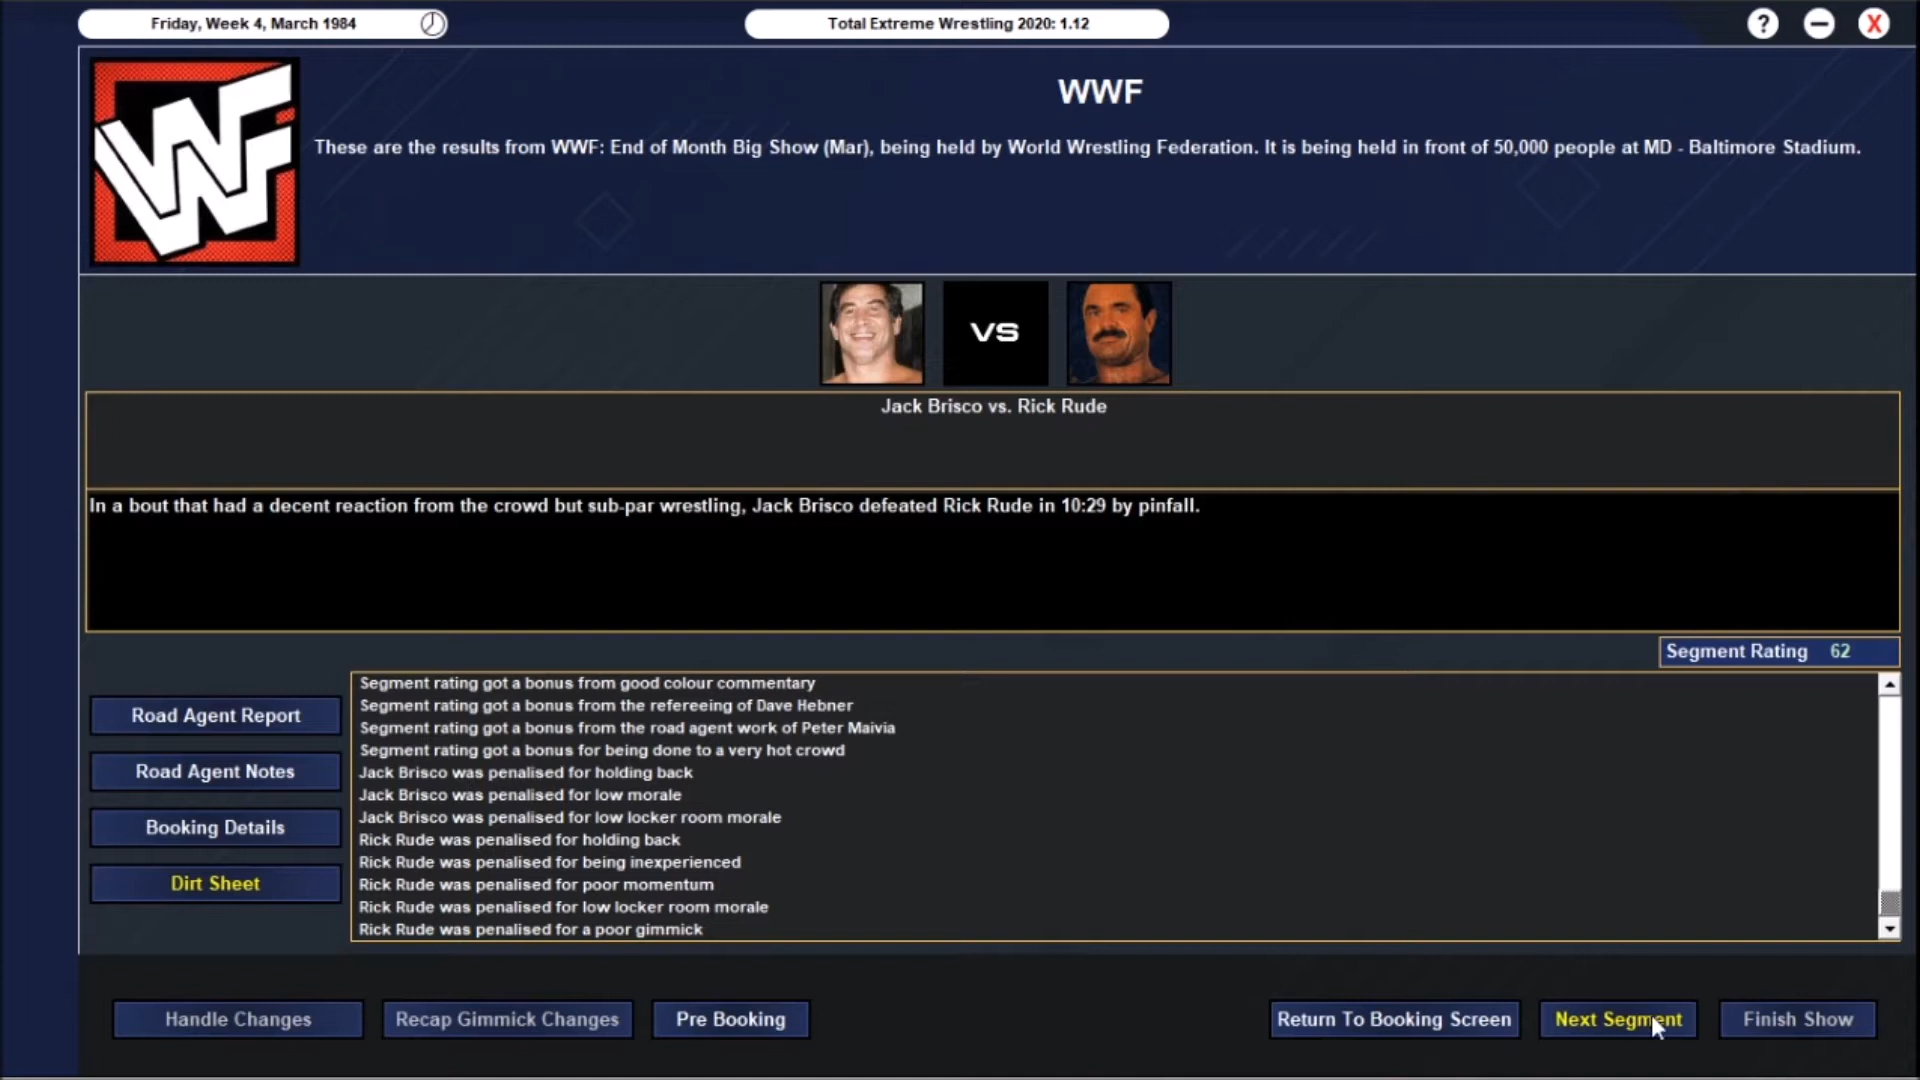 Friday, Week 4, March 1984
Total Extreme Wrestling 2020: 1.12
?
X
WF
WWF
These are the results from WWF: End of Month Big Show (Mar), being held by World Wrestling Federation. It is being held in front of 50,000 people at MD - Baltimore Stadium.
VS
Jack Brisco vs. Rick Rude
In a bout that had a decent reaction from the crowd but sub-par wrestling, Jack Brisco defeated Rick Rude in 10:29 by pinfall.
Segment Rating 62
Road Agent Report
Road Agent Notes
Booking Details
Dirt Sheet
Segment rating got a bonus from good colour commentary
Segment rating got a bonus from the refereeing of Dave Hebner
Segment rating got a bonus from the road agent work of Peter Maivia
Segment rating got a bonus for being done to a very hot crowd
Jack Brisco was penalised for holding back
Jack Brisco was penalised for low morale
Jack Brisco was penalised for low locker room morale
Rick Rude was penalised for holding back
Rick Rude was penalised for being inexperienced
Rick Rude was penalised for poor momentum
Rick Rude was penalised for low locker room morale
Rick Rude was penalised for a poor gimmick
Handle Changes
Recap Gimmick Changes
Pre Booking
Return To Booking Screen
Next Segment
Finish Show